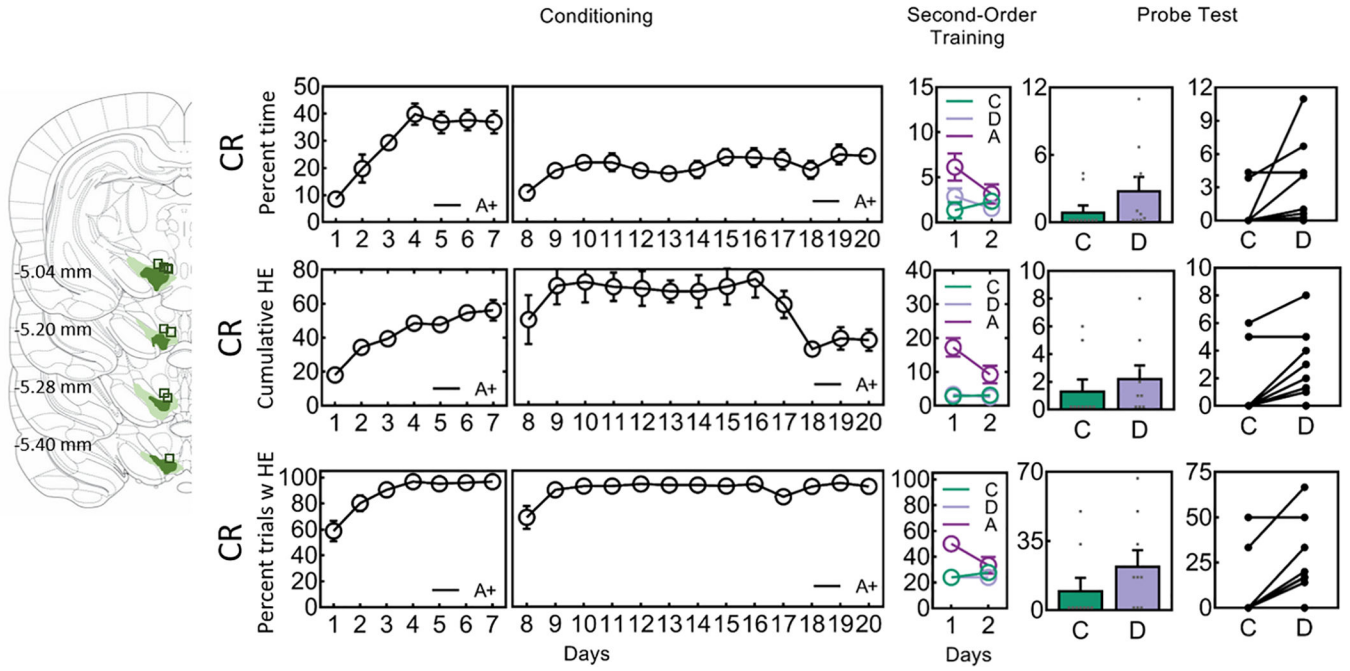 Conditioning
Second-Order
Training
Probe Test
-5.04 mm
-5.20 mm
-5.28 mm
-5.40 mm
CR
Percent time
50
40
30
20
10
0
1 2 3 4 5 6 7
A+
8 9 10 11 12 13 14 15 16 17 18 19 20
A+
15
10
5
0
C
D
A
1 2
12
6
0
C D
12
9
6
3
0
C D
CR
Cumulative HE
80
60
40
20
0
1 2 3 4 5 6 7
A+
8 9 10 11 12 13 14 15 16 17 18 19 20
A+
40
30
20
10
0
C
D
A
1 2
10
8
6
4
2
0
C D
10
8
6
4
2
0
C D
CR
Percent trials w HE
100
80
60
40
20
0
1 2 3 4 5 6 7
A+
8 9 10 11 12 13 14 15 16 17 18 19 20
A+
100
80
60
40
20
0
C
D
A
1 2
70
35
0
C D
75
50
25
0
C D
Days
Days